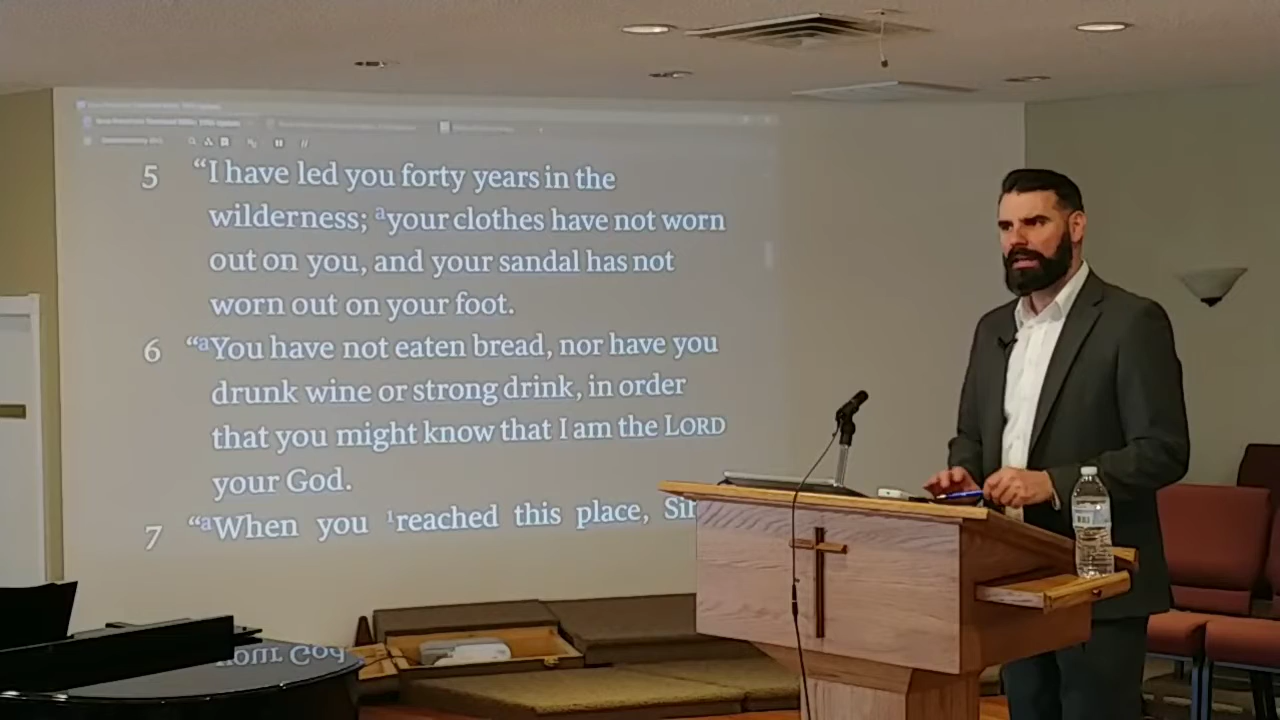 5 “I have led you forty years in the
wilderness; ᵃyour clothes have not worn
out on you, and your sandal has not
worn out on your foot.
6 “ᵃYou have not eaten bread, nor have you
drunk wine or strong drink, in order
that you might know that I am the LORD
your God.
7 “ᵃWhen you ¹reached this place,
your God